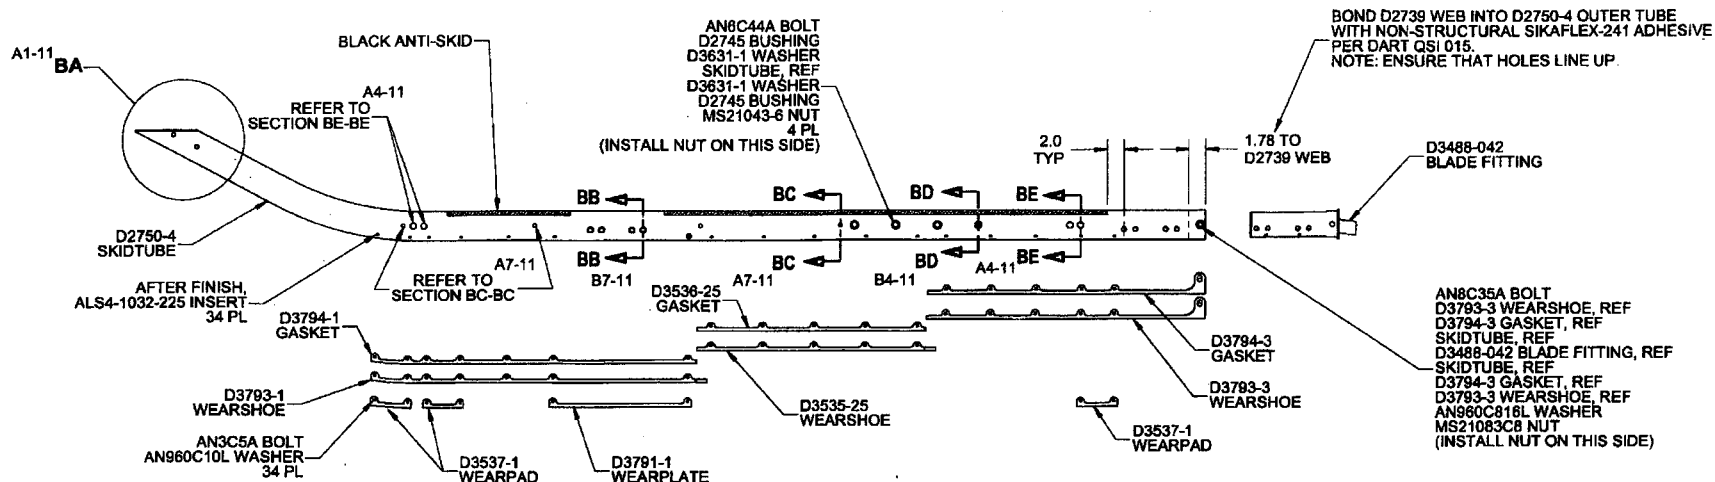 A1-11
BA
BLACK ANTI-SKID
A4-11
REFER TO
SECTION BE-BE
AN6C44A BOLT
D2745 BUSHING
D3631-1 WASHER
SKIDTUBE, REF
D3631-1 WASHER
D2745 BUSHING
MS21043-6 NUT
4 PL
(INSTALL NUT ON THIS SIDE)
BOND D2739 WEB INTO D2750-4 OUTER TUBE
WITH NON-STRUCTURAL SIKAFLEX-241 ADHESIVE
PER DART QSI 015.
NOTE: ENSURE THAT HOLES LINE UP.
2.0
TYP
1.78 TO
D2739 WEB
D3488-042
BLADE FITTING
BB
BC
BD
BE
D2750-4
SKIDTUBE
BB
BC
BD
BE
A7-11
B7-11
A7-11
B4-11
A4-11
REFER TO
SECTION BC-BC
AFTER FINISH,
ALS4-1032-225 INSERT
34 PL
D3536-25
GASKET
D3794-1
GASKET
D3794-3
GASKET
D3793-1
WEARSHOE
D3535-25
WEARSHOE
D3793-3
WEARSHOE
AN3C5A BOLT
AN960C10L WASHER
34 PL
D3537-1
WEARPAD
D3791-1
WEARPLATE
D3537-1
WEARPAD
AN8C35A BOLT
D3793-3 WEARSHOE, REF
D3794-3 GASKET, REF
SKIDTUBE, REF
D3488-042 BLADE FITTING, REF
SKIDTUBE, REF
D3794-3 GASKET, REF
D3793-3 WEARSHOE, REF
AN960C816L WASHER
MS21083C8 NUT
(INSTALL NUT ON THIS SIDE)